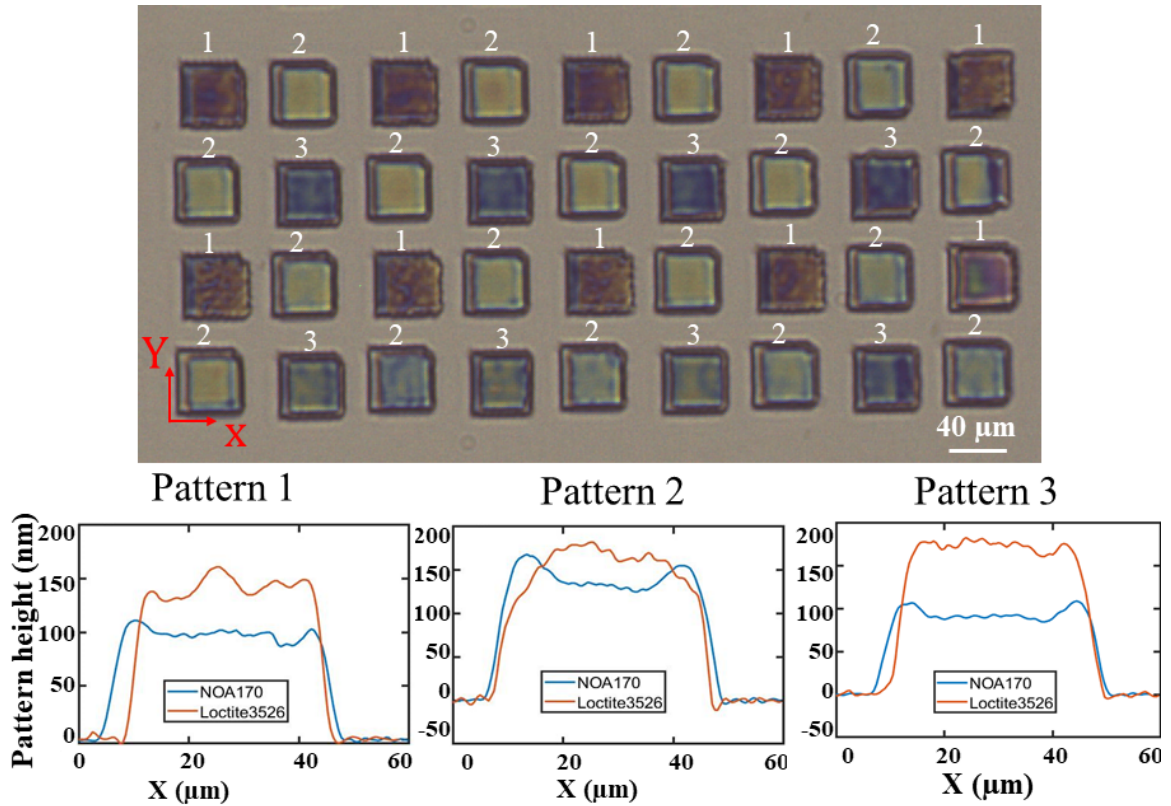 1 2 1 2 1 2 1 2 1
2 3 2 3 2 3 2 3 2
1 2 1 2 1 2 1 2 1
2 3 2 3 2 3 2 3 2
Y
X
40 μm
Pattern 1
Pattern 2
Pattern 3
Pattern height (nm)
200
150
100
50
0
NOA170
Loctite3526
0 20 40 60
X (μm)
200
150
100
50
0
-50
NOA170
Loctite3526
0 20 40 60
X (μm)
200
150
100
50
0
-50
NOA170
Loctite3526
0 20 40 60
X (μm)